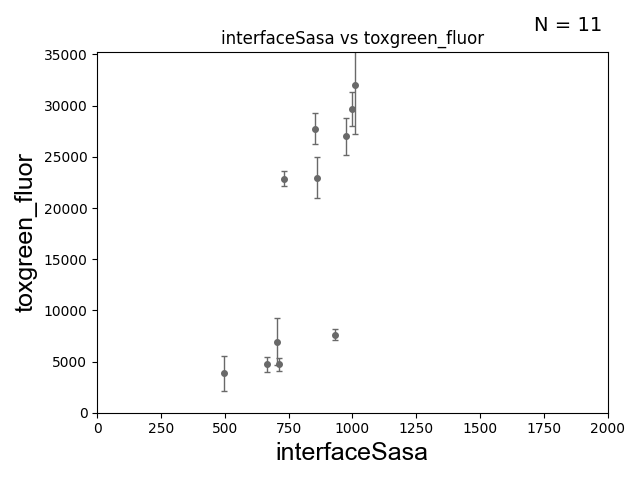 N = 11
interfaceSasa vs toxgreen_fluor
35000
30000
25000
20000
15000
10000
5000
0
toxgreen_fluor
0 250 500 750 1000 1250 1500 1750 2000
interfaceSasa